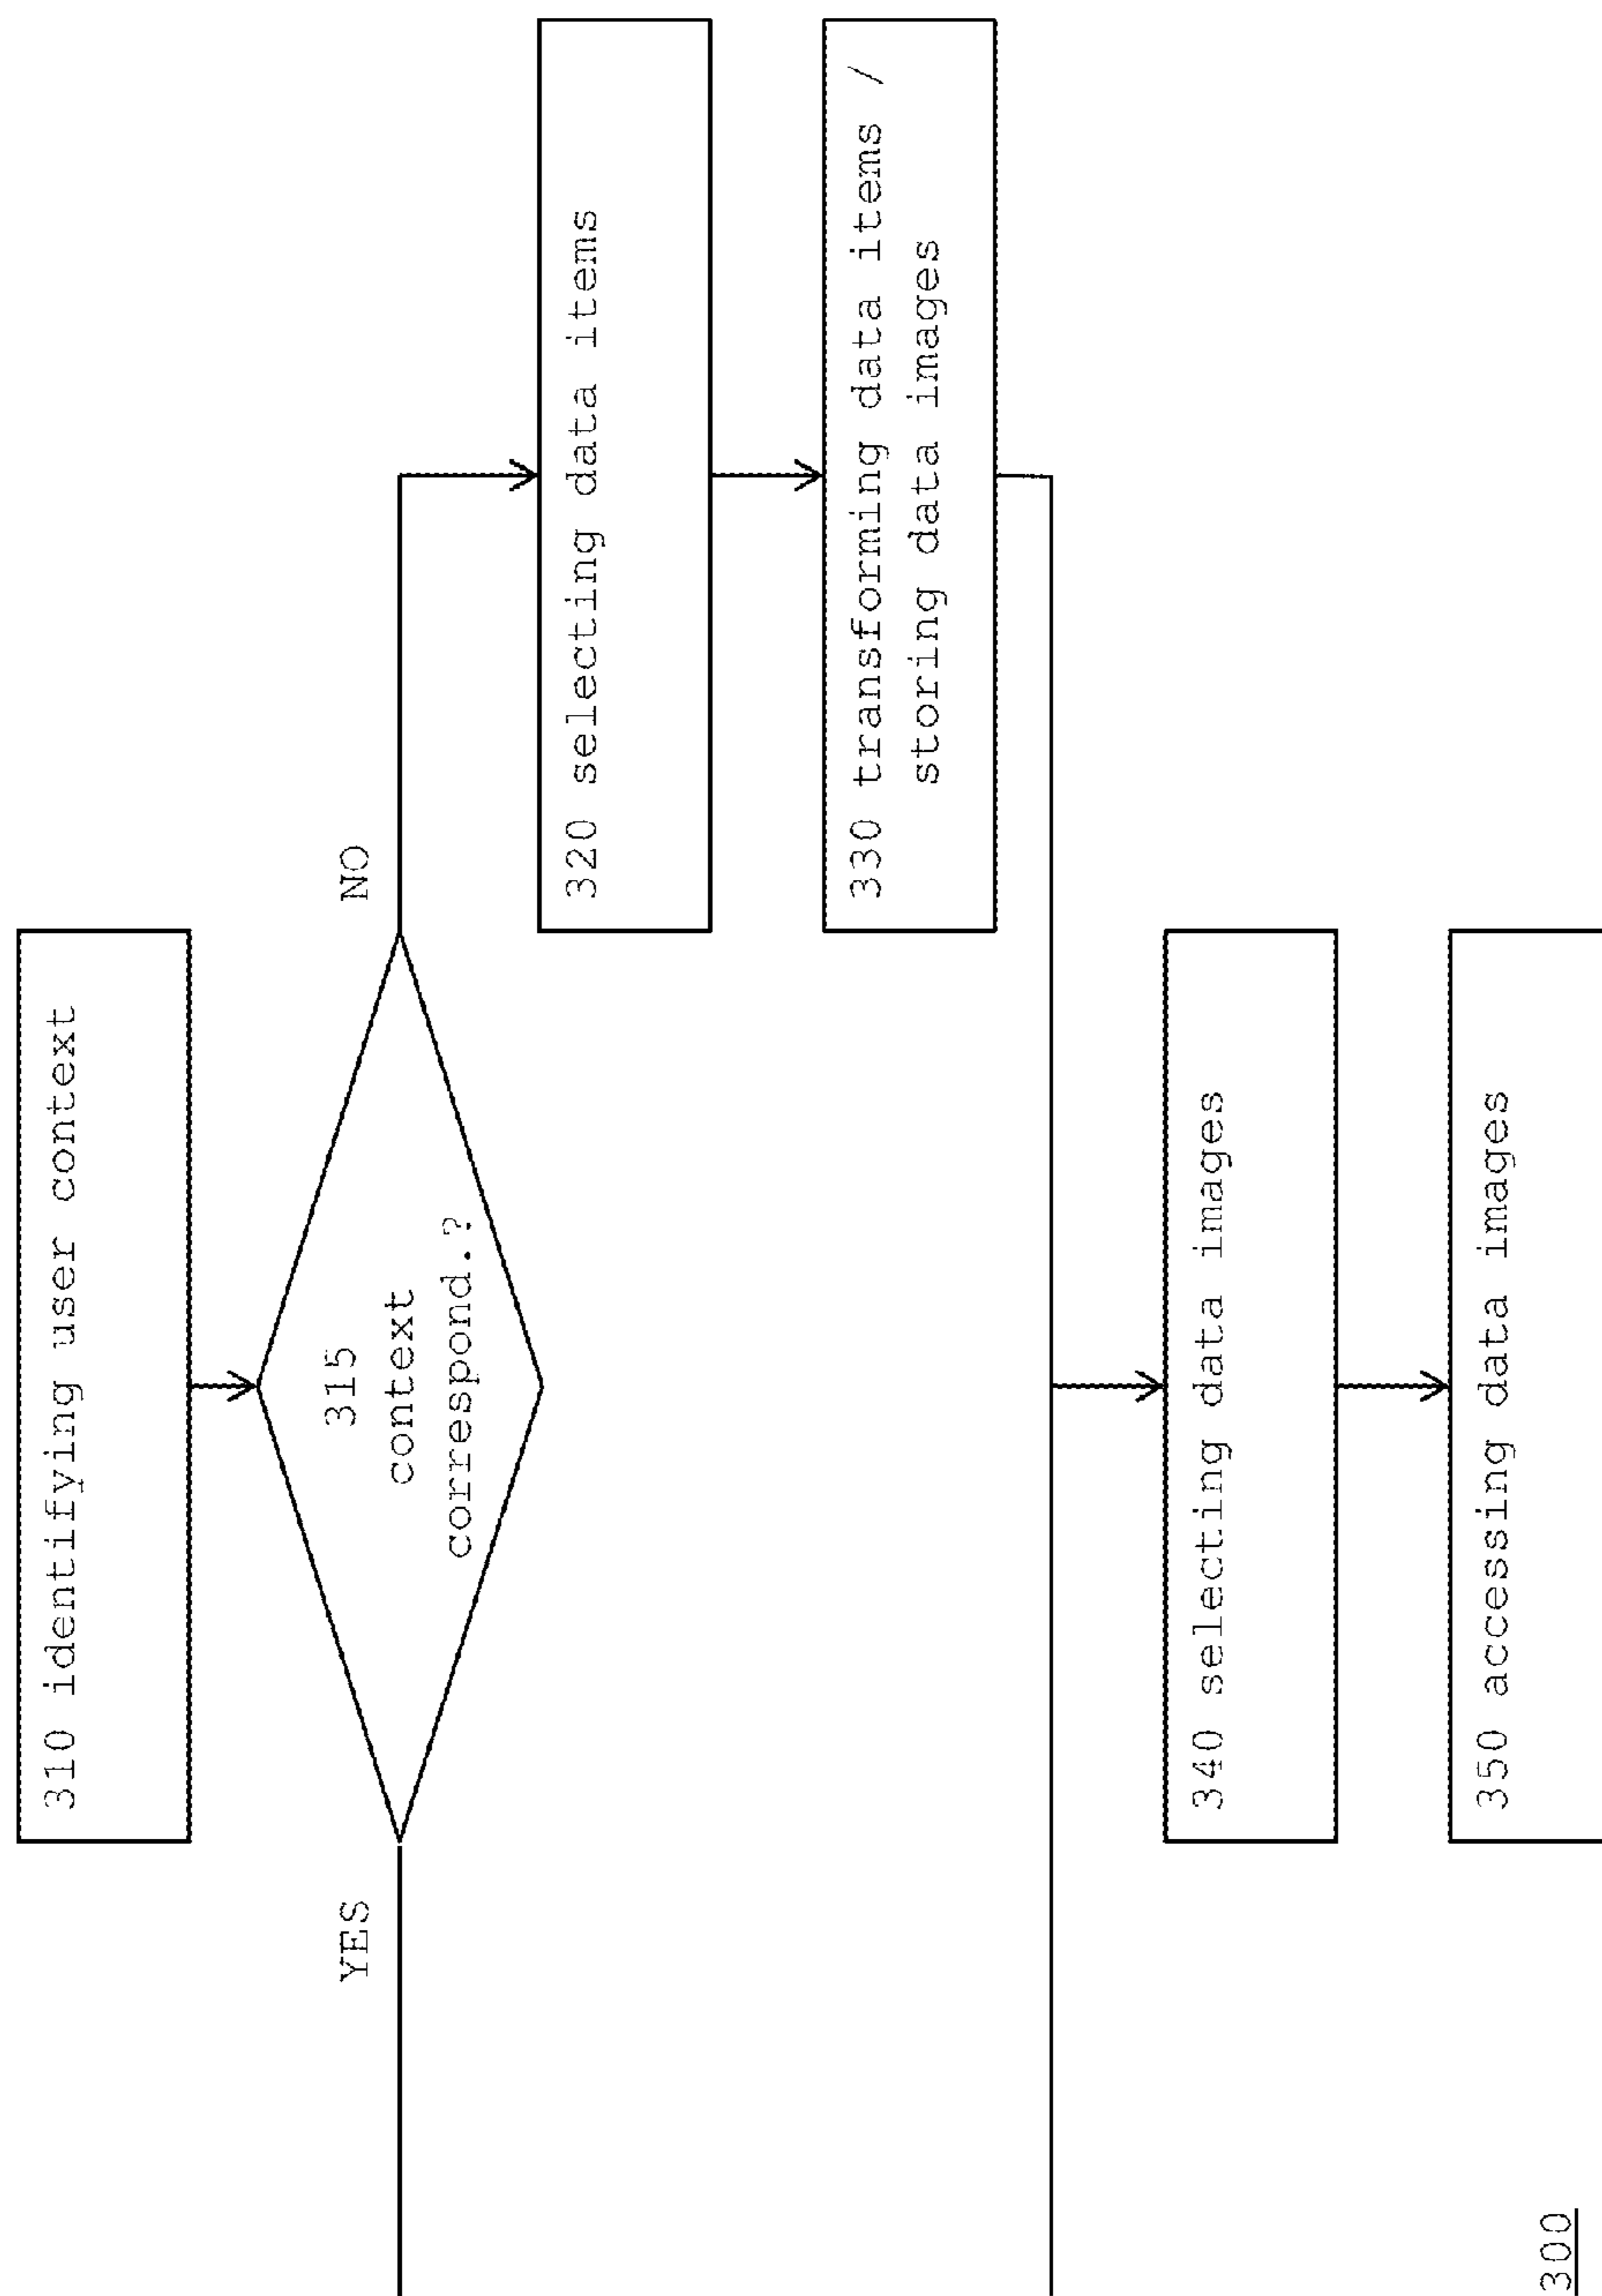 310 identifying user context
315
context
correspond.?
YES
NO
320 selecting data items
330 transforming data items /
storing data images
340 selecting data images
350 accessing data images
300